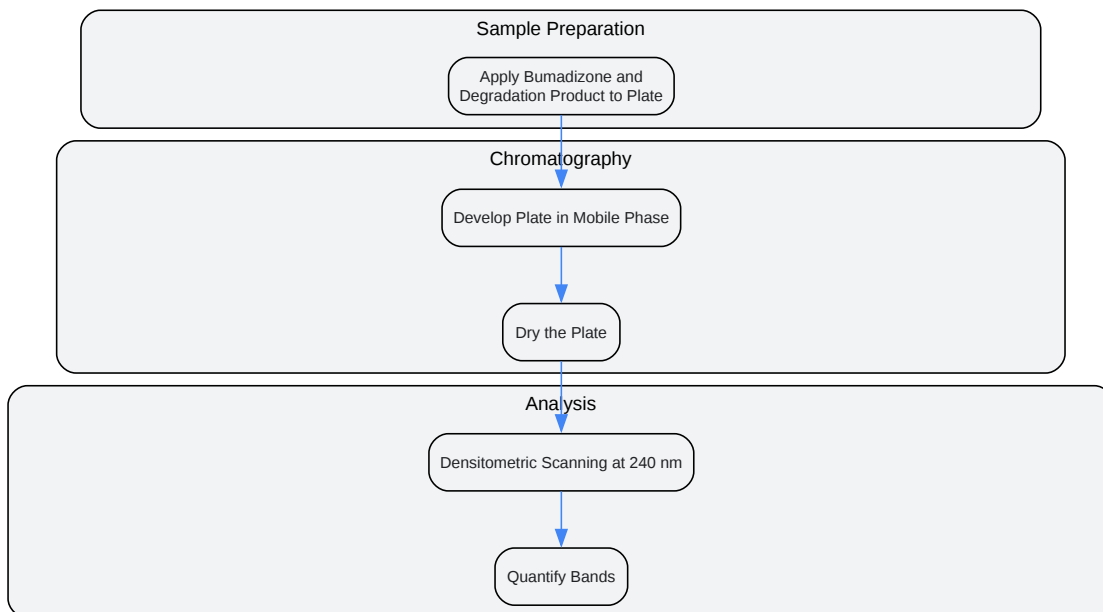 Sample Preparation
Apply Bumadizone and
Degradation Product to Plate
Chromatography
Develop Plate in Mobile Phase
Dry the Plate
Analysis
Densitometric Scanning at 240 nm
Quantify Bands